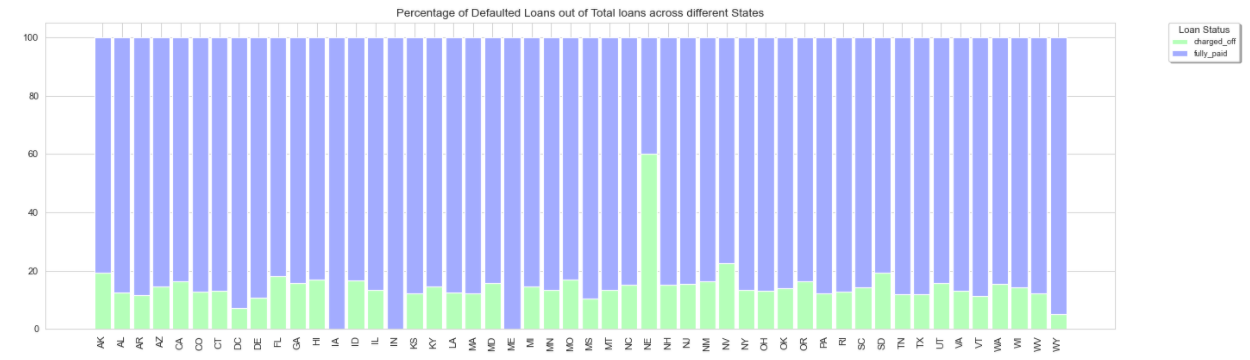 Percentage of Defaulted Loans out of Total loans across different States
Loan Status
charged_off
fully_paid
100
80
60
40
20
0
AK AL AR AZ CA CO CT DC DE FL GA HI IA ID IL IN KS KY LA MA MD ME MI MN MO MS MT NC NE NH NJ NM NV NY OH OK OR PA RI SC SD TN TX UT VA VT WA WI WV WY